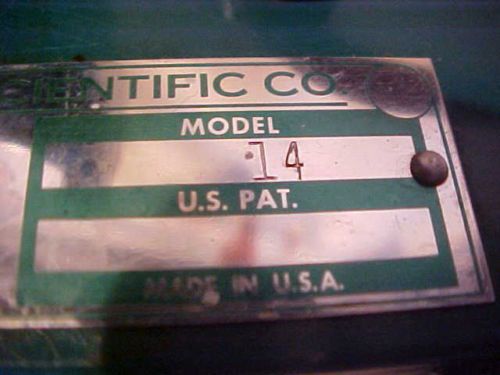 IENTIFIC CO.
MODEL
14
U.S. PAT.
MADE IN U.S.A.